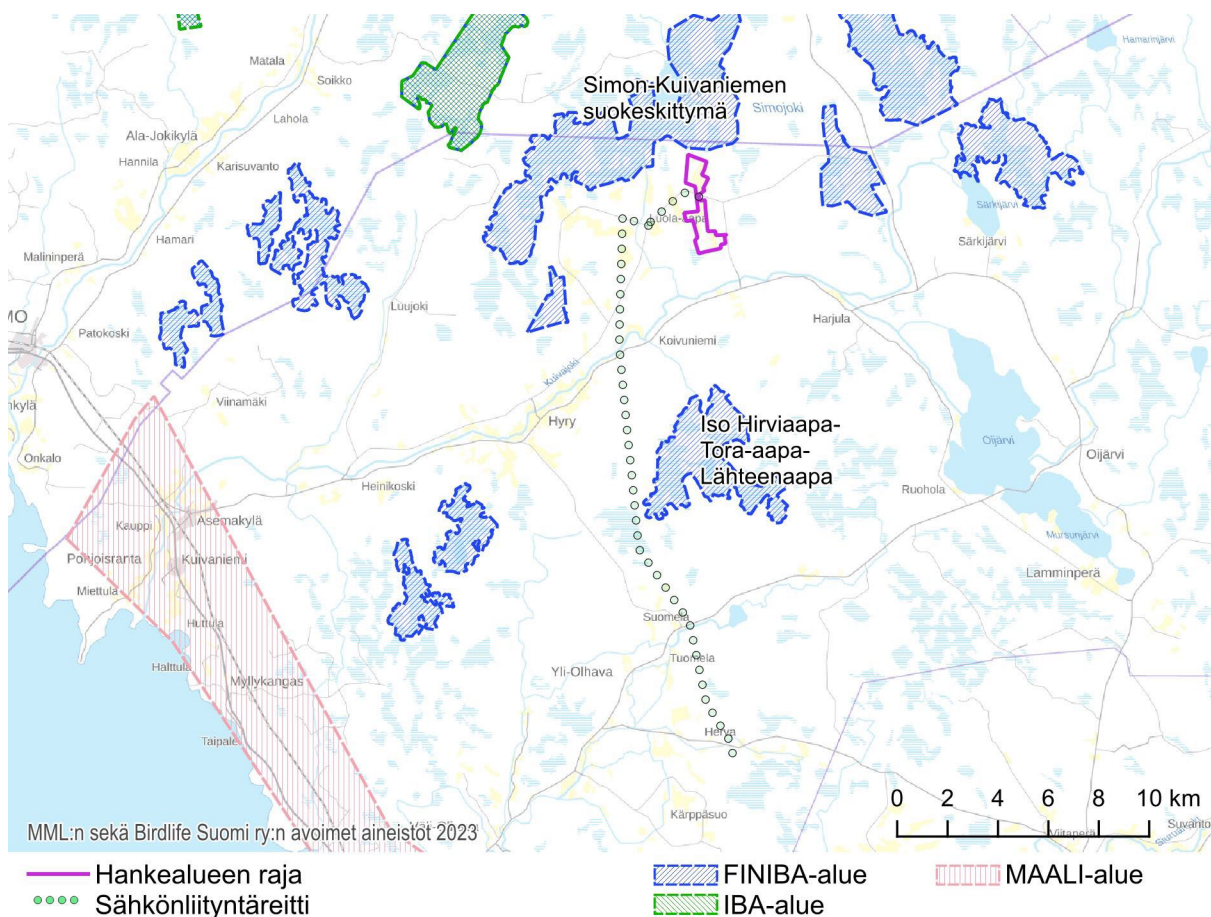 Matala
Soikko
Hamarinjärvi
Simon-Kuivaniemen
suokeskittymä
Simojoki
Lahola
Ala-Jokikylä
Hannila
Karisuvanto
Särkijärvi
Särkijärvi
Hamari
Malininperä
Luujoki
Patokoski
Harjula
Koivuniemi
Kuivajoki
Viinamäki
Hyry
Iso Hirviaapa-
Tora-aapa-
Lähteenaapa
Oijärvi
Oijärvi
Onkalo
Heinikoski
Ruohola
Asemakylä
Kauppi
Mursunjärvi
Pohjoisranta
Kuivaniemi
Lamminperä
Miettula
Huttula
Suomela
Halttula
Tuomela
Yli-Olhava
Myllykangas
Taipale
Herva
0 2 4 6 8 10 km
Kärppäsuo
MML:n sekä Birdlife Suomi ry:n avoimet aineistot 2023
Viitaperä
Hankealueen raja
FINIBA-alue
MAALI-alue
Sähkönliityntäreitti
IBA-alue